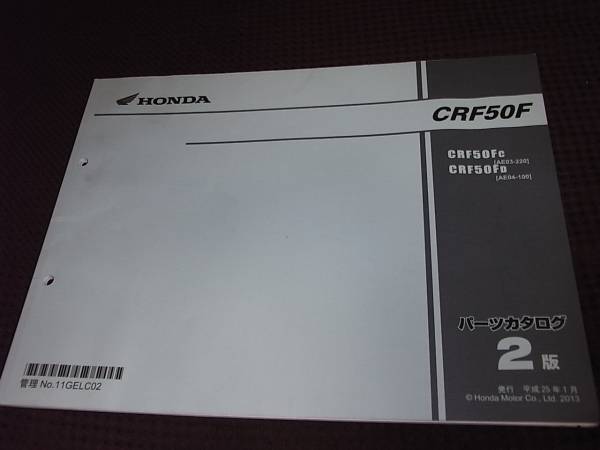 HONDA
CRF50F
CRF50Fc
[AE03-220]
CRF50FD
[AE04-100]
パーツカタログ
2版
管理 No.11GELC02
発行 平成25年1月
© Honda Motor Co., Ltd. 2013